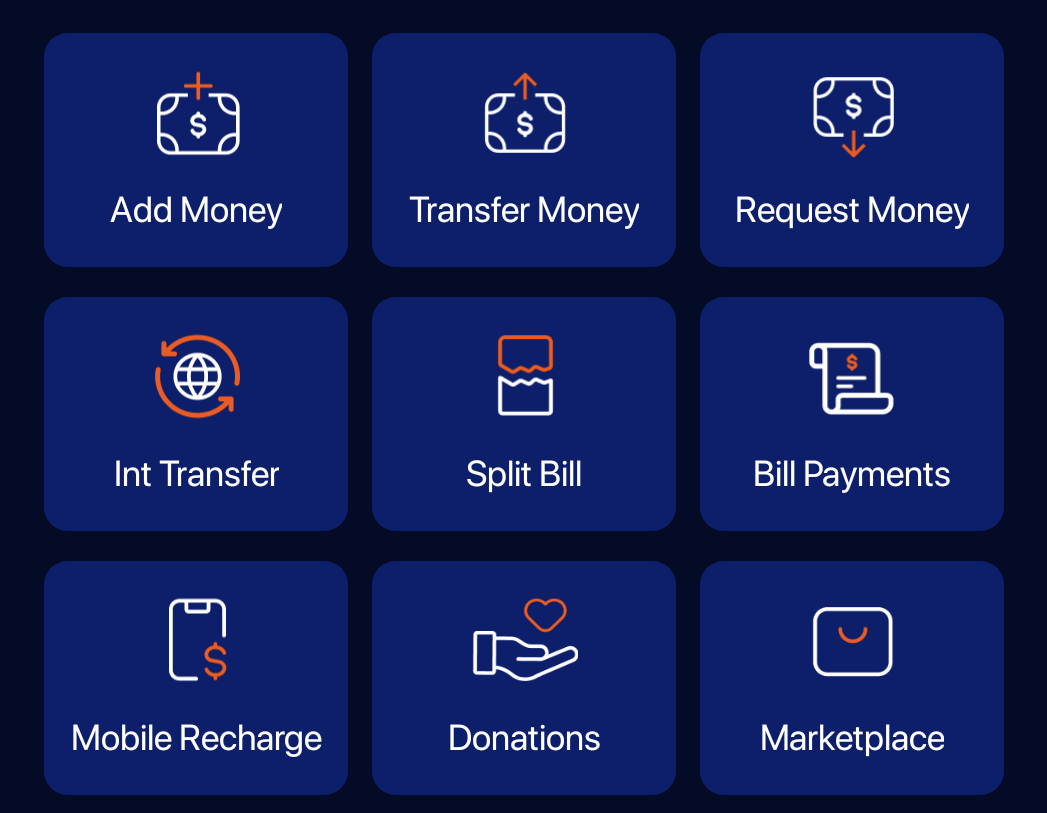 Add Money
Transfer Money
Request Money
Int Transfer
Split Bill
Bill Payments
Mobile Recharge
Donations
Marketplace